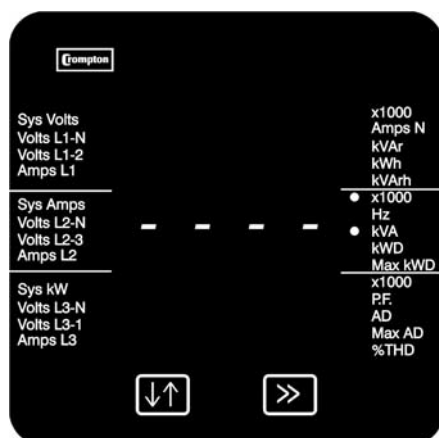 Crompton
Sys Volts
Volts L1-N
Volts L1-2
Amps L1
Sys Amps
Volts L2-N
Volts L2-3
Amps L2
Sys kW
Volts L3-N
Volts L3-1
Amps L3
- - - -
x1000
Amps N
kVAr
kWh
kVArh
x1000
Hz
kVA
kWD
Max kWD
x1000
P.F.
AD
Max AD
%THD